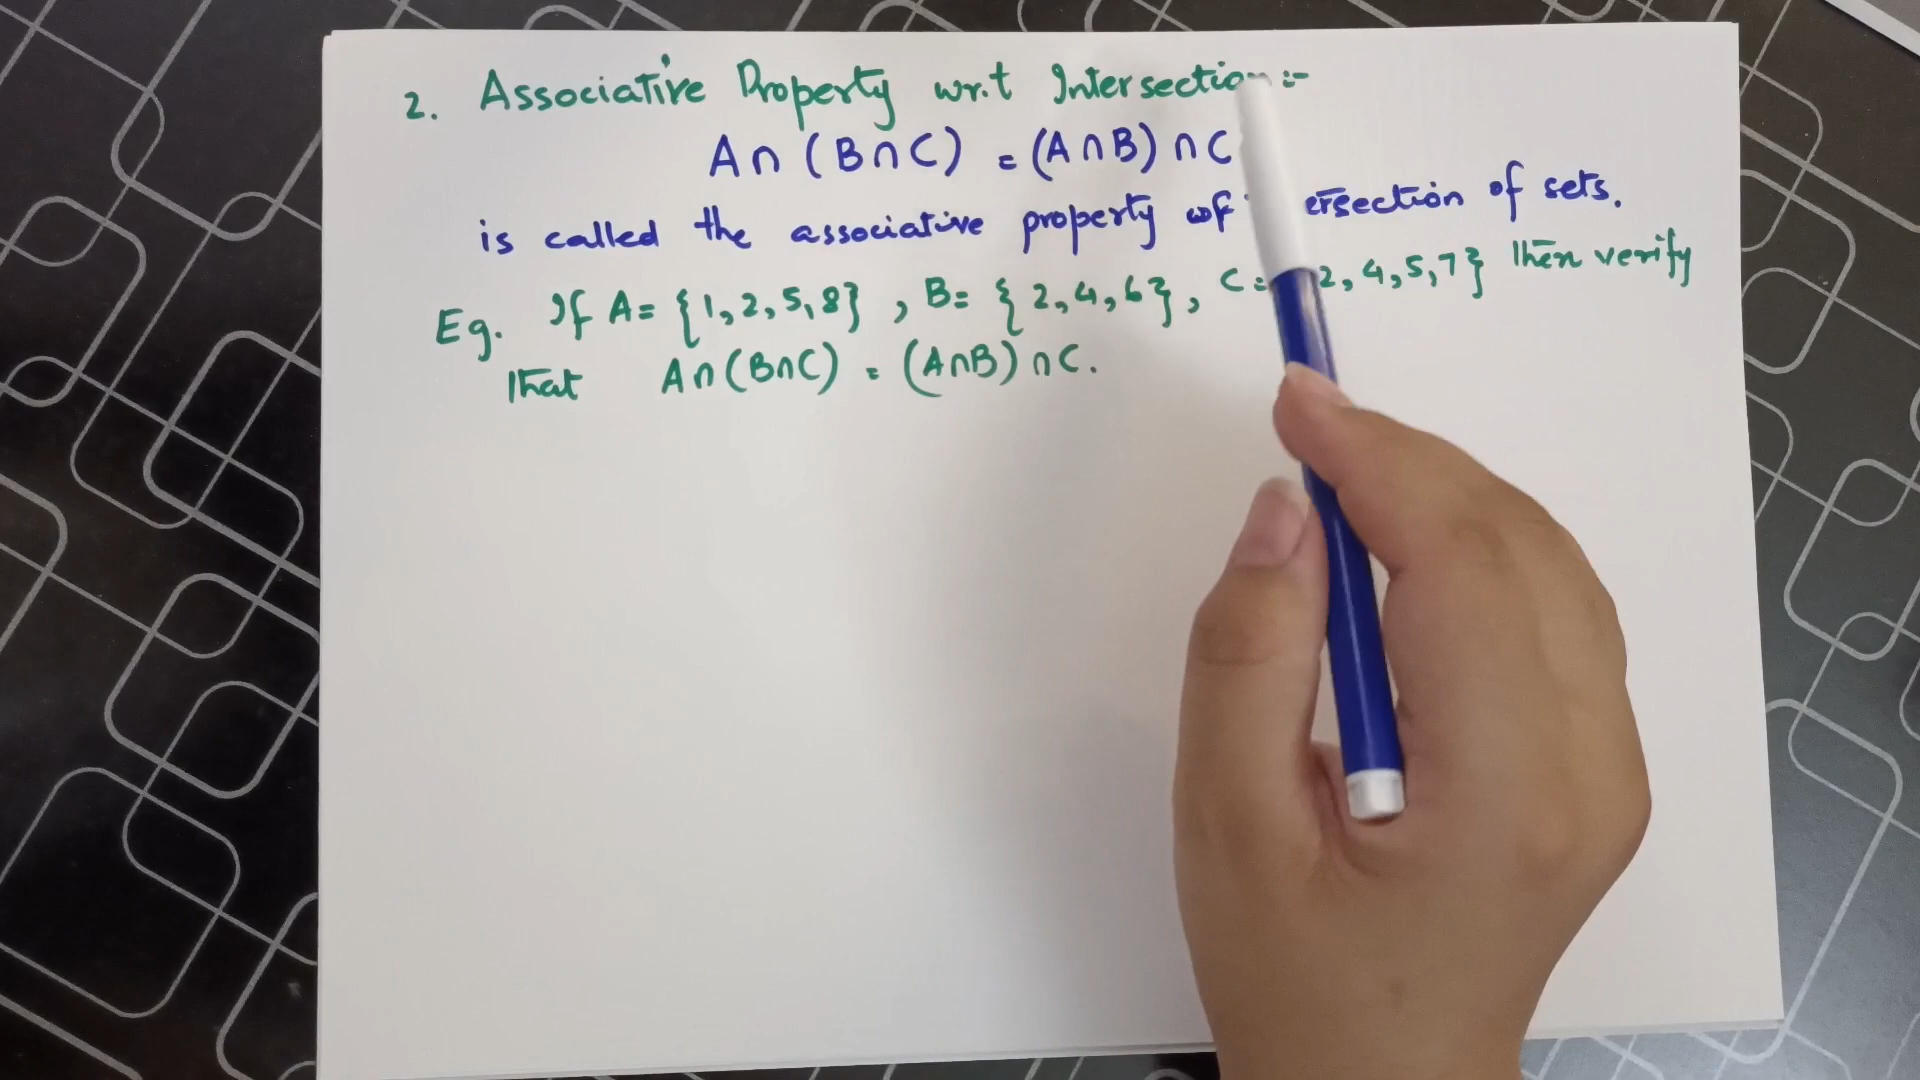 2. Associative Property w.r.t Intersection:-
A∩(B∩C) = (A∩B)∩C
is called the associative property of ersection of sets.
Eg. If A= {1,2,5,8} , B= {2,4,6}, C= 2,4,5,7} then verify
that A∩(B∩C) = (A∩B)∩C.